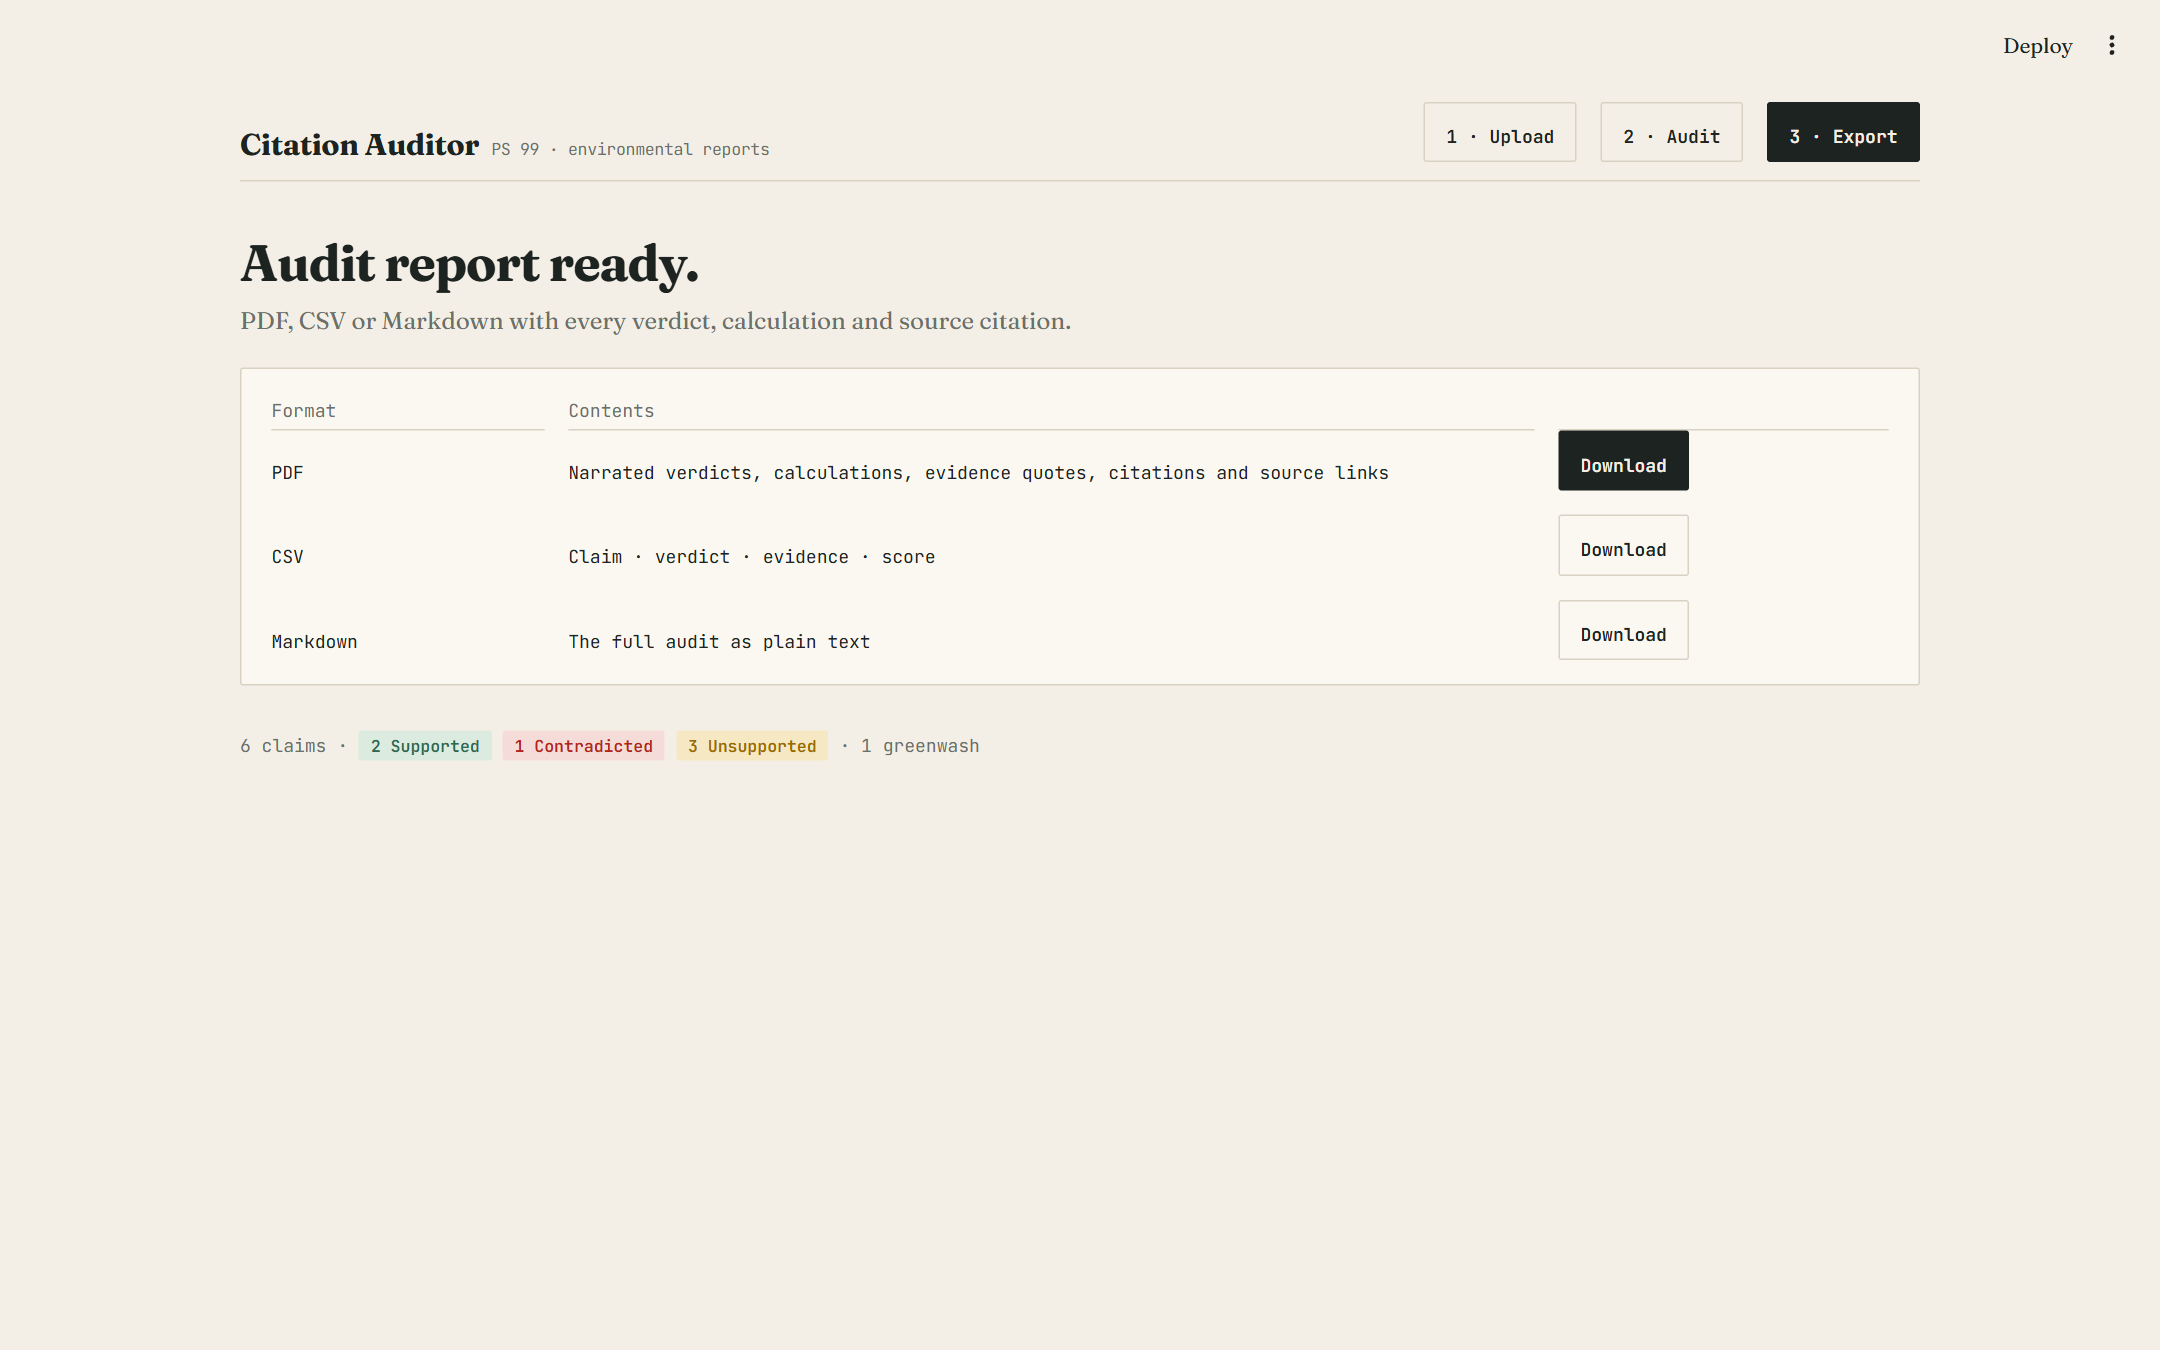 Deploy
Citation Auditor PS 99 · environmental reports
1 · Upload
2 · Audit
3 · Export
Audit report ready.
PDF, CSV or Markdown with every verdict, calculation and source citation.
Format Contents
PDF Narrated verdicts, calculations, evidence quotes, citations and source links Download
CSV Claim · verdict · evidence · score Download
Markdown The full audit as plain text Download
6 claims · 2 Supported 1 Contradicted 3 Unsupported · 1 greenwash